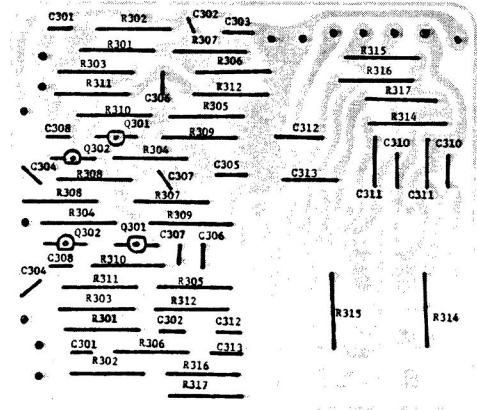 C301 R302 C302 C303
R301 R307 R315
R303 R306 R316
R311 C306 R312 R317
R310 Q301 R305 R314
C308 R309 C312 C310 C310
Q302 R304
C304 R308 C307 C305 C313 C311 C311
R308 R307
R304 R309
Q302 Q301 C307 C306
C308 R310
C304 R311 R305
R303 R312 R315 R314
R301 C302 C312
C301 R306 C313
R302 R316
R317